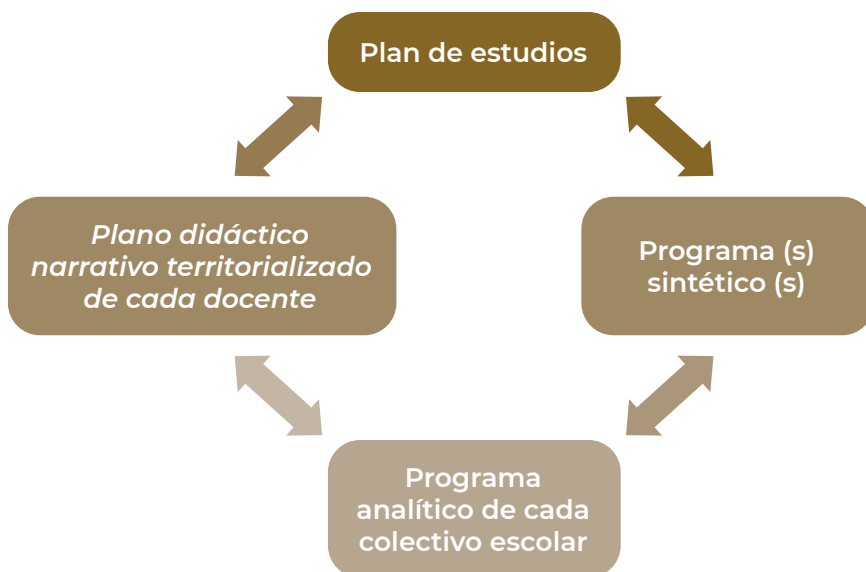 Plan de estudios
Plano didáctico
narrativo territorializado
de cada docente
Programa (s)
sintético (s)
Programa
analítico de cada
colectivo escolar